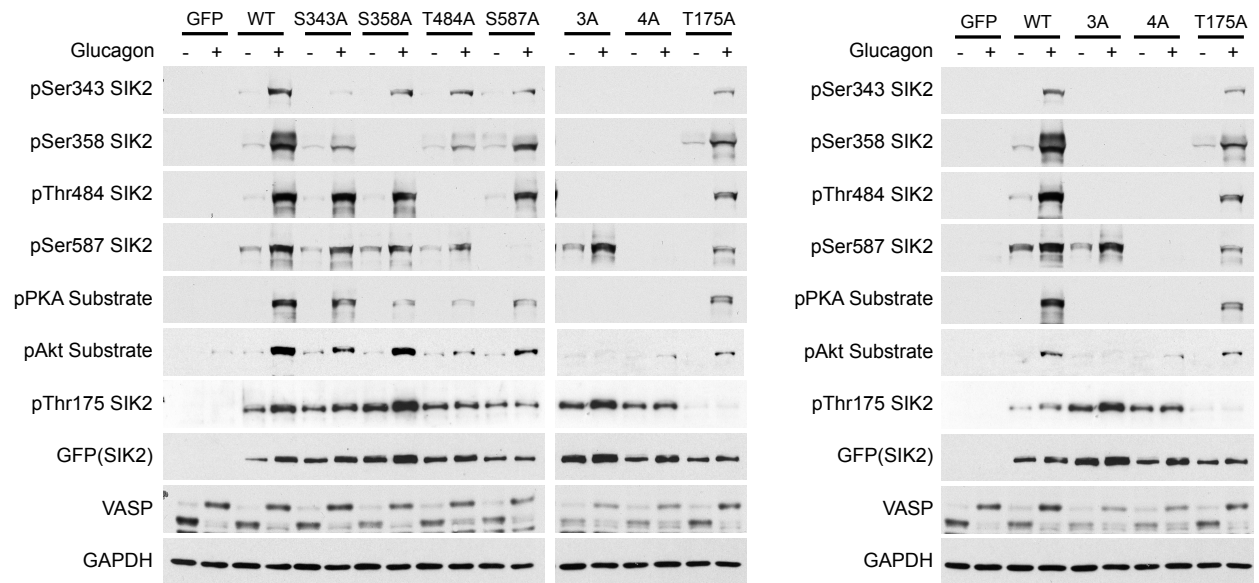 GFP WT S343A S358A T484A S587A 3A 4A T175A
Glucagon - + - + - + - + - + - + - + - + - +
pSer343 SIK2
pSer358 SIK2
pThr484 SIK2
pSer587 SIK2
pPKA Substrate
pAkt Substrate
pThr175 SIK2
GFP(SIK2)
VASP
GAPDH
GFP WT 3A 4A T175A
Glucagon - + - + - + - + - +
pSer343 SIK2
pSer358 SIK2
pThr484 SIK2
pSer587 SIK2
pPKA Substrate
pAkt Substrate
pThr175 SIK2
GFP(SIK2)
VASP
GAPDH